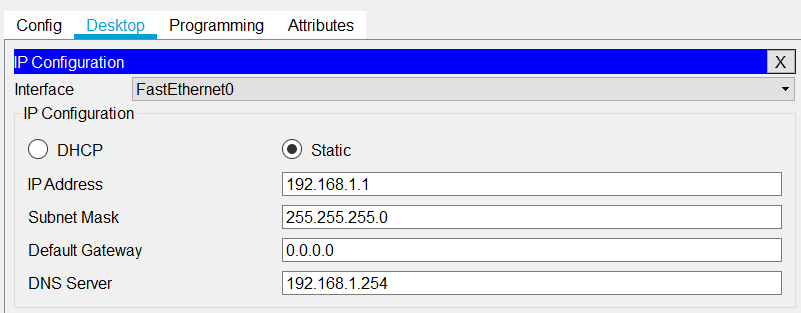 Config Desktop Programming Attributes
IP Configuration X
Interface FastEthernet0
IP Configuration
DHCP Static
IP Address 192.168.1.1
Subnet Mask 255.255.255.0
Default Gateway 0.0.0.0
DNS Server 192.168.1.254